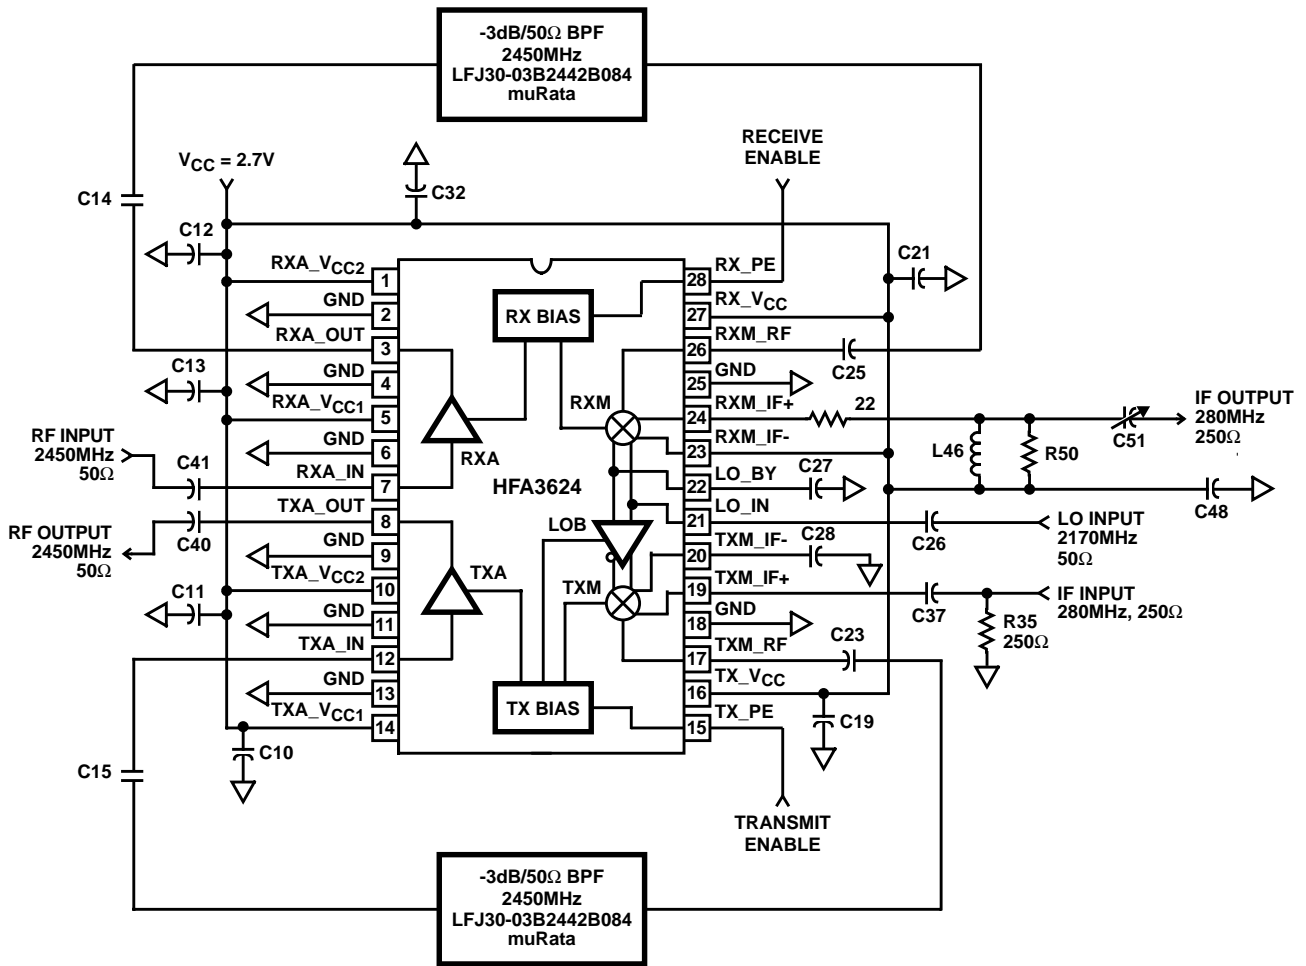 -3dB/50Ω BPF
2450MHz
LFJ30-03B2442B084
muRata
RECEIVE
ENABLE
VCC = 2.7V
C32
C14
C12
C21
RXA_VCC2
1
28
RX_PE
GND
2
RX BIAS
27
RX_VCC
RXA_OUT
3
26
RXM_RF
C25
C13
GND
4
25
GND
RXA_VCC1
5
RXM
24
RXM_IF+
22
IF OUTPUT
280MHz
250Ω
C51
L46
R50
RF INPUT
2450MHz
50Ω
GND
6
RXA
23
RXM_IF-
C41
RXA_IN
7
HFA3624
22
LO_BY
C27
C48
RF OUTPUT
2450MHz
50Ω
C40
TXA_OUT
8
LOB
21
LO_IN
C26
LO INPUT
2170MHz
50Ω
GND
9
20
TXM_IF-
C28
C11
TXA_VCC2
10
TXA
TXM
19
TXM_IF+
C37
IF INPUT
280MHz, 250Ω
R35
250Ω
GND
11
18
GND
TXA_IN
12
17
TXM_RF
C23
GND
13
TX BIAS
16
TX_VCC
C19
TXA_VCC1
14
15
TX_PE
C10
C15
TRANSMIT
ENABLE
-3dB/50Ω BPF
2450MHz
LFJ30-03B2442B084
muRata